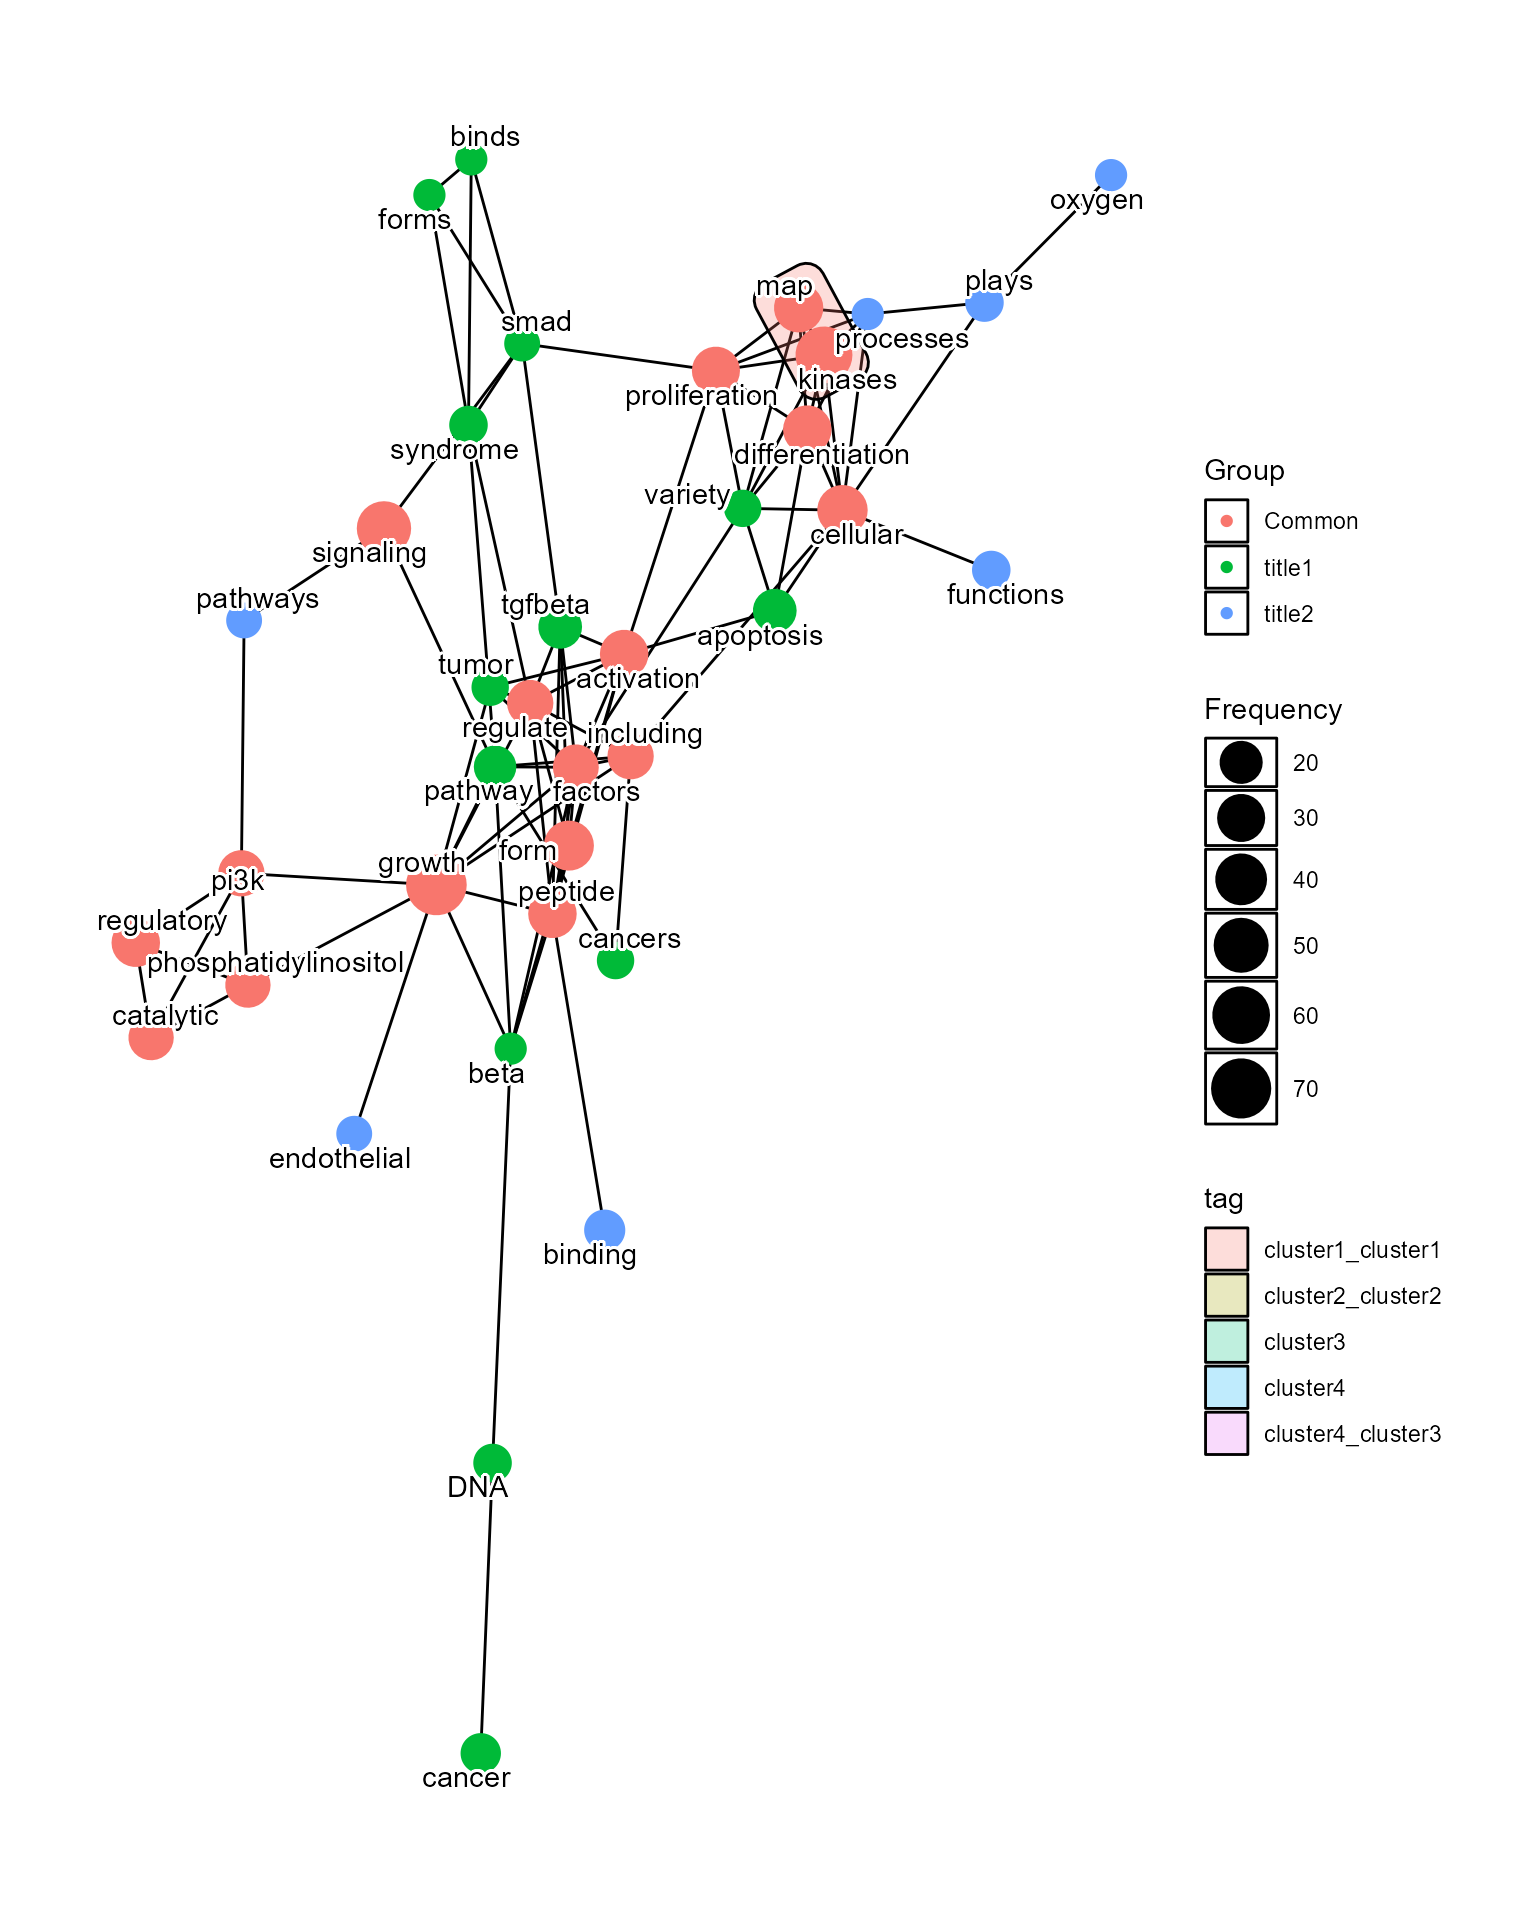 binds
forms
oxygen
plays
map
smad
processes
kinases
proliferation
syndrome
differentiation
variety
cellular
signaling
functions
pathways
tgfbeta
apoptosis
tumor
activation
regulate
including
pathway
factors
growth
form
pi3k
peptide
regulatory
cancers
phosphatidylinositol
catalytic
beta
endothelial
binding
DNA
cancer
Group
Common
title1
title2
Frequency
20
30
40
50
60
70
tag
cluster1_cluster1
cluster2_cluster2
cluster3
cluster4
cluster4_cluster3